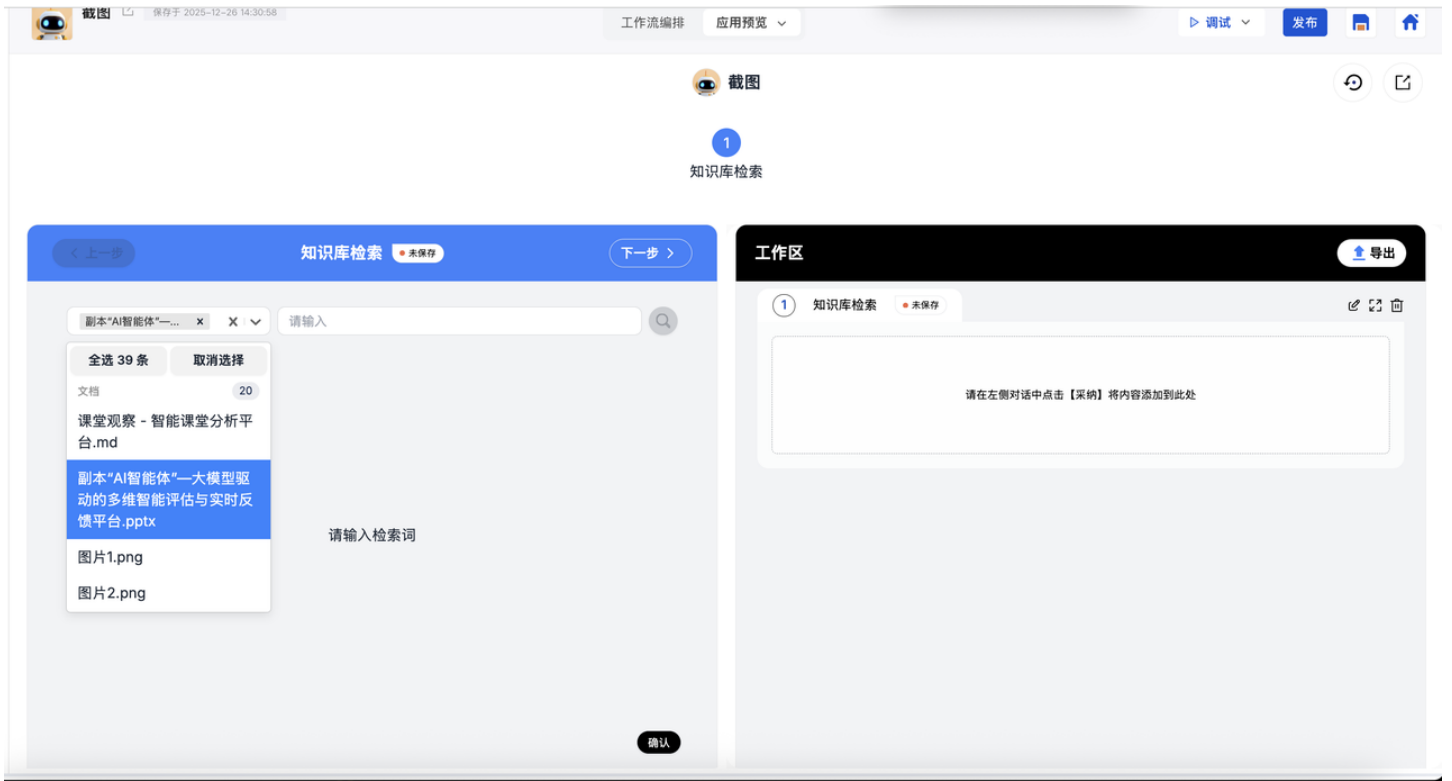 截图
保存于 2025-12-26 14:30:58
工作流编排
应用预览
调试
发布
截图
1
知识库检索
上一步
知识库检索
未保存
下一步
副本“AI智能体”—...
请输入
全选 39 条
取消选择
文档
20
课堂观察 - 智能课堂分析平
台.md
副本“AI智能体”—大模型驱
动的多维智能评估与实时反
馈平台.pptx
图片1.png
图片2.png
请输入检索词
确认
工作区
导出
1
知识库检索
未保存
请在左侧对话中点击【采纳】将内容添加到此处